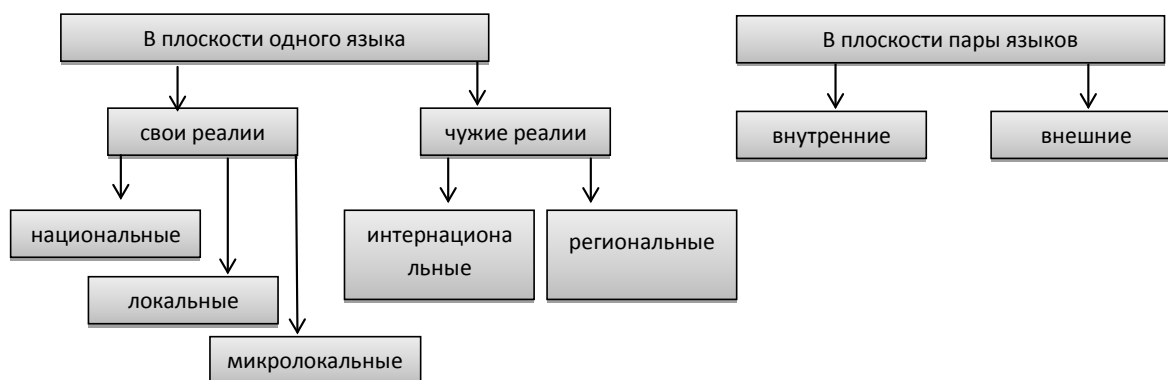 В плоскости одного языка
В плоскости пары языков
свои реалии
чужие реалии
внутренние
внешние
национальные
интернациона
льные
региональные
локальные
микролокальные